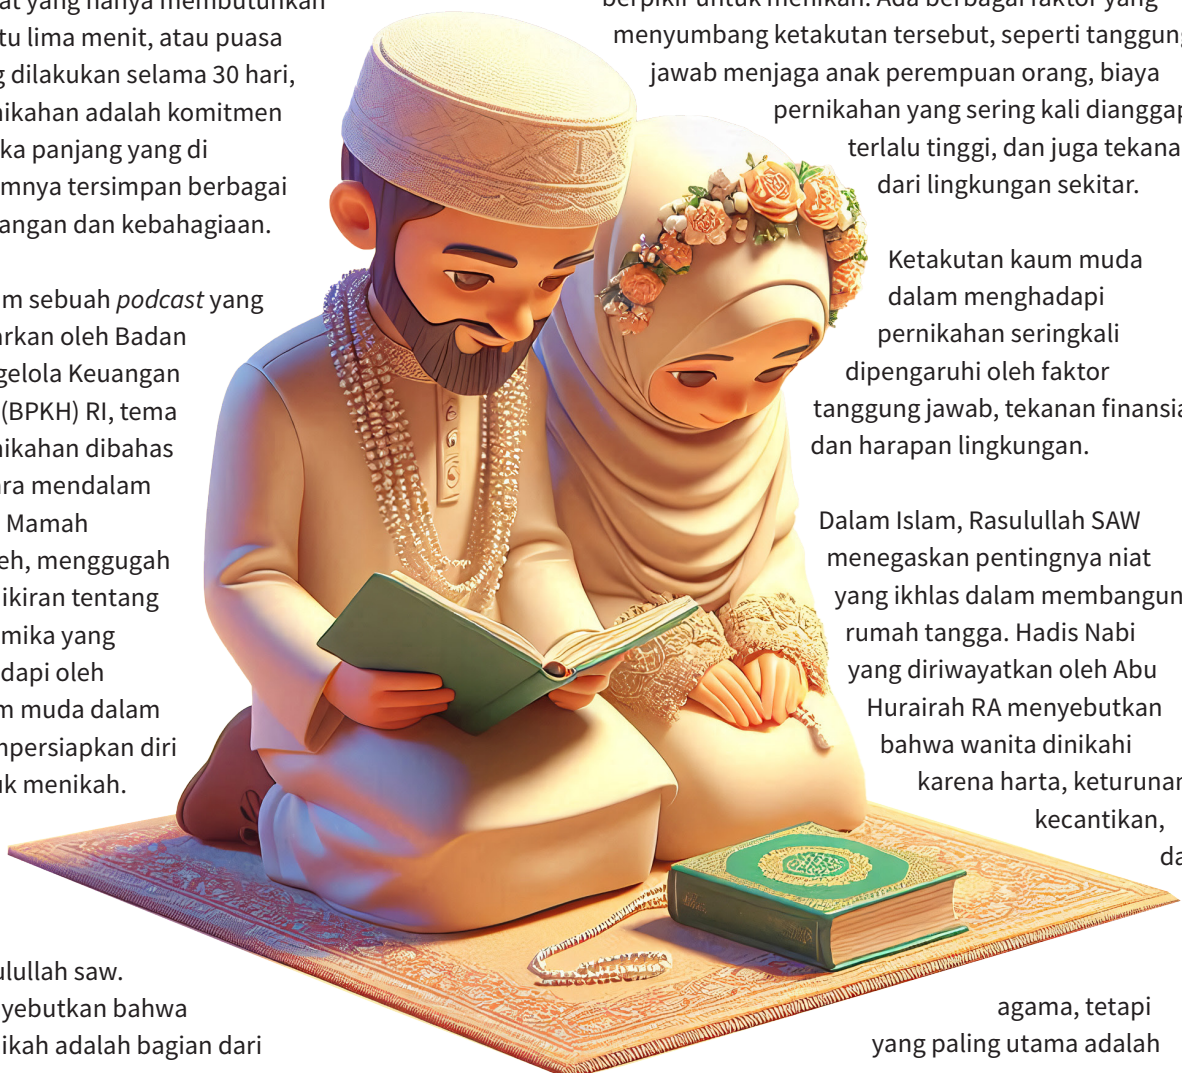 at yang hanya membutuhkan
tu lima menit, atau puasa
g dilakukan selama 30 hari,
nikahan adalah komitmen
ka panjang yang di
mnya tersimpan berbagai
angan dan kebahagiaan.
m sebuah podcast yang
arkan oleh Badan
gelola Keuangan
(BPKH) RI, tema
nikahan dibahas
ara mendalam
Mamah
eh, menggugah
ikiran tentang
mika yang
dapi oleh
m muda dalam
mpersiapkan diri
uk menikah.
ulullah saw.
yebutkan bahwa
ikah adalah bagian dari
berpikir untuk menikah. Ada berbagai faktor yang
menyumbang ketakutan tersebut, seperti tanggung
jawab menjaga anak perempuan orang, biaya
pernikahan yang sering kali dianggap
terlalu tinggi, dan juga tekana
dari lingkungan sekitar.
Ketakutan kaum muda
dalam menghadapi
pernikahan seringkali
dipengaruhi oleh faktor
tanggung jawab, tekanan finansia
dan harapan lingkungan.
Dalam Islam, Rasulullah SAW
menegaskan pentingnya niat
yang ikhlas dalam membangun
rumah tangga. Hadis Nabi
yang diriwayatkan oleh Abu
Hurairah RA menyebutkan
bahwa wanita dinikahi
karena harta, keturunan
kecantikan,
da
agama, tetapi
yang paling utama adalah